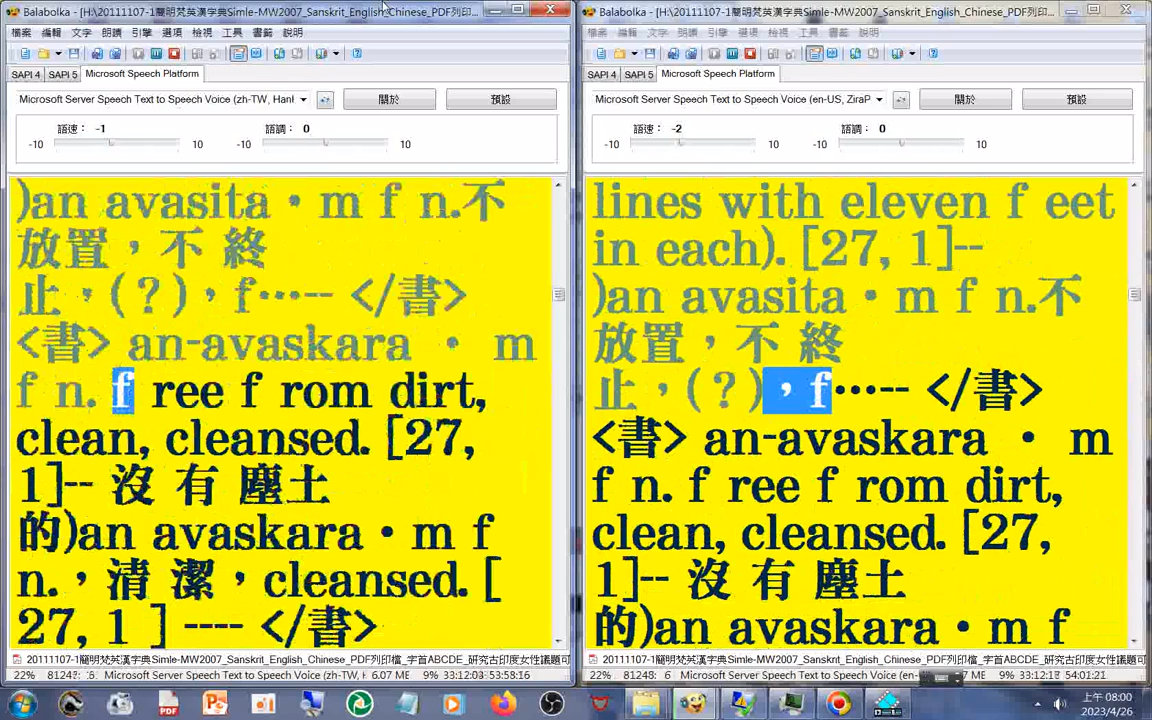 Balabolka - [H:\20111107-1簡明梵英漢字典Simle-MW2007_Sanskrit_English_Chinese_PDF列印...
檔案 編輯 文字 朗讀 引擎 選項 檢視 工具 書籤 說明
SAPI 4 SAPI 5 Microsoft Speech Platform
Microsoft Server Speech Text to Speech Voice (zh-TW, HanI
關於 預設
語速： -1 語調： 0
-10 10 -10 10
)an avasita・m f n.不
放置，不 終
止，(？)，f…-- </書>
<書> an-avaskara ・ m
f n. f ree f rom dirt,
clean, cleansed. [27,
1]-- 沒 有 塵土
的)an avaskara・m f
n.，清 潔，cleansed. [
27, 1 ] ---- </書>
20111107-1簡明梵英漢字典Simle-MW2007_Sanskrit_English_Chinese_PDF列印檔_字首ABCDE_研究古印度女性議題可
Microsoft Server Speech Text to Speech Voice (zh-TW, 6.07 MB 9% 33:12:03-53:58:16
Balabolka - [H:\20111107-1簡明梵英漢字典Simle-MW2007_Sanskrit_English_Chinese_PDF列印...
檔案 編輯 文字 朗讀 引擎 選項 檢視 工具 書籤 說明
SAPI 4 SAPI 5 Microsoft Speech Platform
Microsoft Server Speech Text to Speech Voice (en-US, ZiraP
關於 預設
語速： -2 語調： 0
-10 10 -10 10
lines with eleven f eet
in each). [27, 1]--
)an avasita・m f n.不
放置，不 終
止，(？)，f…-- </書>
<書> an-avaskara ・ m
f n. f ree f rom dirt,
clean, cleansed. [27,
1]-- 沒 有 塵土
的)an avaskara・m f
20111107-1簡明梵英漢字典Simle-MW2007_Sanskrit_English_Chinese_PDF列印檔_字首ABCDE_研究古印度女性議題可
Microsoft Server Speech Text to Speech Voice 9% 33:12:1 54:01:21
上午 08:00
2023/4/26